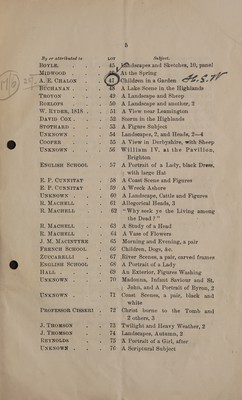 5
By or attributed to LOT Subject.
BOYLE. . . . 45 Landscapes and Sketches, 10, panel
MIDWOOD . . . At the Spring
A. E. CHALON . . 47 Children in a Garden
BUCHANAN . . . 48 A Lake Scene in the Highlands
TROYON . . . 49 A Landscape and Sheep
ROELOFS . . . 50 A Landscape and another, 2
W. RYDER, 1818 . . 51 A View near Leamington
DAVID COX . . . 52 Storm in the Highlands
STOTHARD . . . 53 A Figure Subject
UNKNOWN . . . 54 Landscapes, 2, and Heads, 2—4
COOPER . . . 55 A View in Derbyshire, with Sheep
UNKNOWN . . . 56 William IV. at the Pavilion,
Brighton
ENGLISH SCHOOL . 57 A Portrait of a Lady, black Dress,
with large Hat
E. P. CUNNITAT . . 58 A Coast Scene and Figures
E. P. CUNNITAT . . 59 A Wreck Ashore
UNKNOWN . . . 60 A Landscape, Cattle and Figures
R. MACHELL . . 61 Allegorical Heads, 3
R. MACHELL . . 62 “Why seek ye the Living among
the Dead?”
R. MACHELL . . 63 A Study of a Head
R. MACHELL . . 64 A Vase of Flowers
J. M. MACINTYRE . 65 Morning and Evening, a pair
FRENCH SCHOOL . 66 Children, Dogs, &c.
ZUCCARELLI . . 67 River Scenes, a pair, carved frames
ENGLISH SCHOOL . 68 A Portrait of a Lady
HALL . . . . 69 An Exterior, Figures Washing
UNKNOWN . . . 70 Madonna, Infant Saviour and St.
John, and A Portrait of Byron, 2
UNKNOWN . . . 71 Coast Scenes, a pair, black and
white
PROFESSOR CISSERI . 72 Christ borne to the Tomb and
2 others, 3
J. THOMSON . . 73 Twilight and Heavy Weather, 2
J. THOMSON . . 74 Landscapes, Autumn, 2
REYNOLDS . . . 75 A Portrait of a Girl, after
UNKNOWN . . . 76 A Scriptural Subject